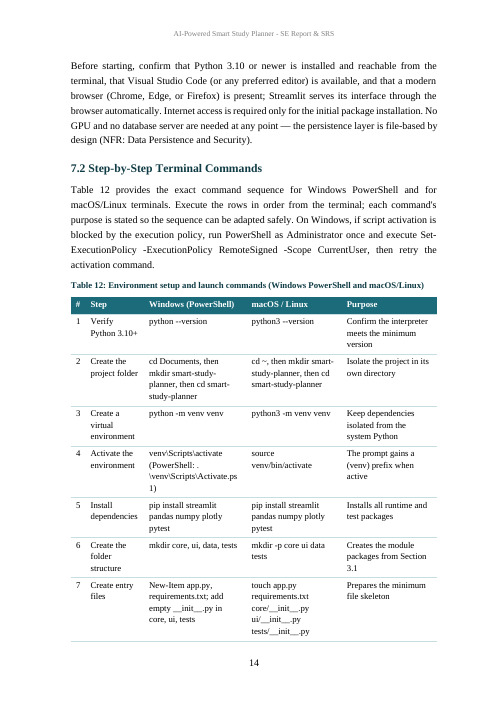 AI-Powered Smart Study Planner - SE Report & SRS
Before starting, confirm that Python 3.10 or newer is installed and reachable from the
terminal, that Visual Studio Code (or any preferred editor) is available, and that a modern
browser (Chrome, Edge, or Firefox) is present; Streamlit serves its interface through the
browser automatically. Internet access is required only for the initial package installation. No
GPU and no database server are needed at any point — the persistence layer is file-based by
design (NFR: Data Persistence and Security).
7.2 Step-by-Step Terminal Commands
Table 12 provides the exact command sequence for Windows PowerShell and for
macOS/Linux terminals. Execute the rows in order from the terminal; each command's
purpose is stated so the sequence can be adapted safely. On Windows, if script activation is
blocked by the execution policy, run PowerShell as Administrator once and execute Set-
ExecutionPolicy -ExecutionPolicy RemoteSigned -Scope CurrentUser, then retry the
activation command.
Table 12: Environment setup and launch commands (Windows PowerShell and macOS/Linux)
# Step Windows (PowerShell) macOS / Linux Purpose
1 Verify python --version python3 --version Confirm the interpreter
Python 3.10+ meets the minimum
version
2 Create the cd Documents, then cd ~, then mkdir smart- Isolate the project in its
project folder mkdir smart-study- study-planner, then cd own directory
planner, then cd smart- smart-study-planner
study-planner
3 Create a python -m venv venv python3 -m venv venv Keep dependencies
virtual isolated from the
environment system Python
4 Activate the venv\Scripts\activate source The prompt gains a
environment (PowerShell: . venv/bin/activate (venv) prefix when
\venv\Scripts\Activate.ps active
1)
5 Install pip install streamlit pip install streamlit Installs all runtime and
dependencies pandas numpy plotly pandas numpy plotly test packages
pytest pytest
6 Create the mkdir core, ui, data, tests mkdir -p core ui data Creates the module
folder tests packages from Section
structure 3.1
7 Create entry New-Item app.py, touch app.py Prepares the minimum
files requirements.txt; add requirements.txt file skeleton
empty __init__.py in core/__init__.py
core, ui, tests ui/__init__.py
tests/__init__.py
14